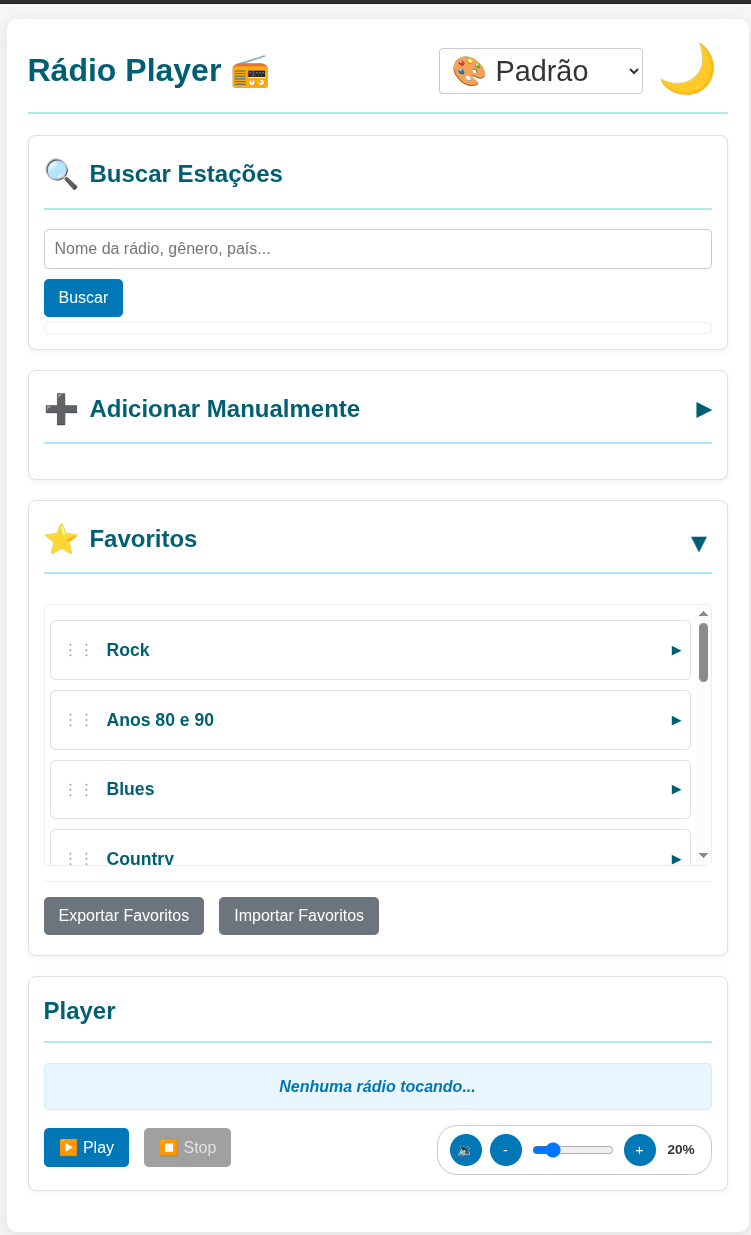 Rádio Player 📻
🎨 Padrão
🔍 Buscar Estações
Nome da rádio, gênero, país...
Buscar
➕ Adicionar Manualmente ▶
⭐ Favoritos ▼
⋮⋮ Rock ▶
⋮⋮ Anos 80 e 90 ▶
⋮⋮ Blues ▶
⋮⋮ Country ▶
Exportar Favoritos
Importar Favoritos
Player
Nenhuma rádio tocando...
▶️ Play
⏹️ Stop
🔉 - + 20%